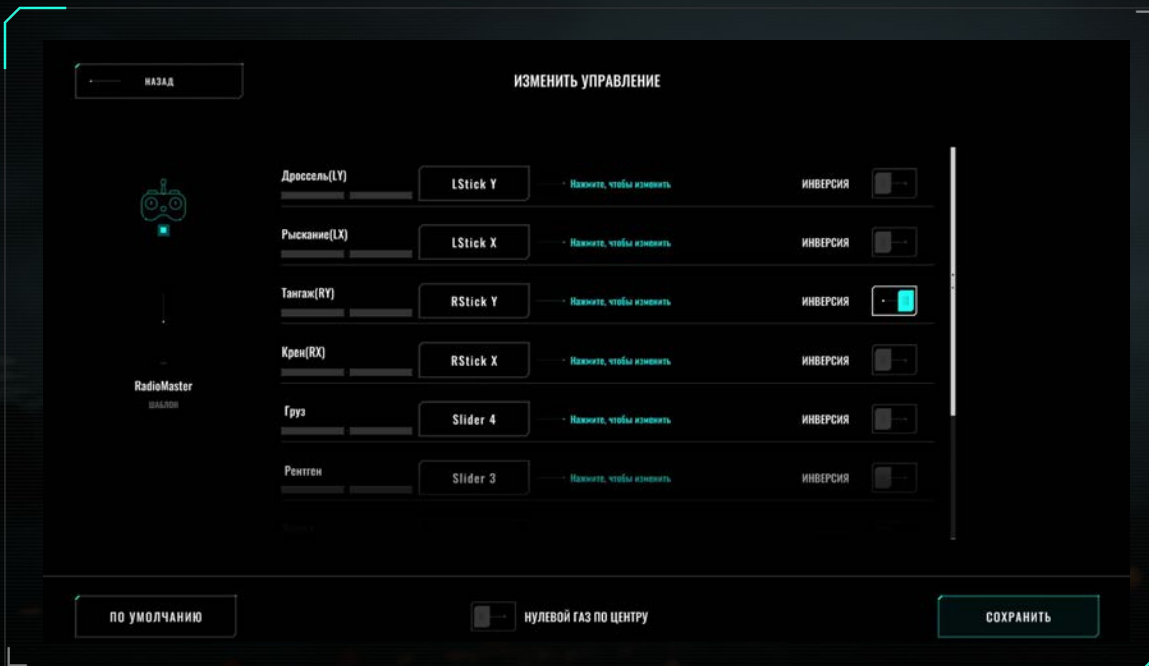 НАЗАД
ИЗМЕНИТЬ УПРАВЛЕНИЕ
Дроссель(LY)
LStick Y
Нажмите, чтобы изменить
ИНВЕРСИЯ
Рыскание(LX)
LStick X
Нажмите, чтобы изменить
ИНВЕРСИЯ
Тангаж(RY)
RStick Y
Нажмите, чтобы изменить
ИНВЕРСИЯ
Крен(RX)
RStick X
Нажмите, чтобы изменить
ИНВЕРСИЯ
RadioMaster
ШАБЛОН
Груз
Slider 4
Нажмите, чтобы изменить
ИНВЕРСИЯ
Рентген
Slider 3
Нажмите, чтобы изменить
ИНВЕРСИЯ
ПО УМОЛЧАНИЮ
НУЛЕВОЙ ГАЗ ПО ЦЕНТРУ
СОХРАНИТЬ